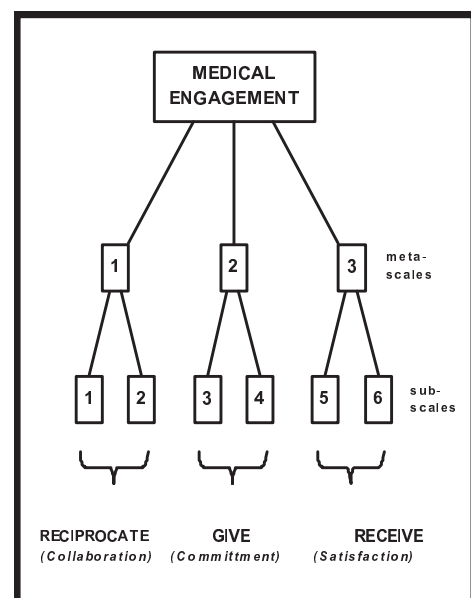 MEDICAL
ENGAGEMENT
1
2
3
meta-
scales
1
2
3
4
5
6
sub-
scales
RECIPROCATE
(Collaboration)
GIVE
(Committment)
RECEIVE
(Satisfaction)